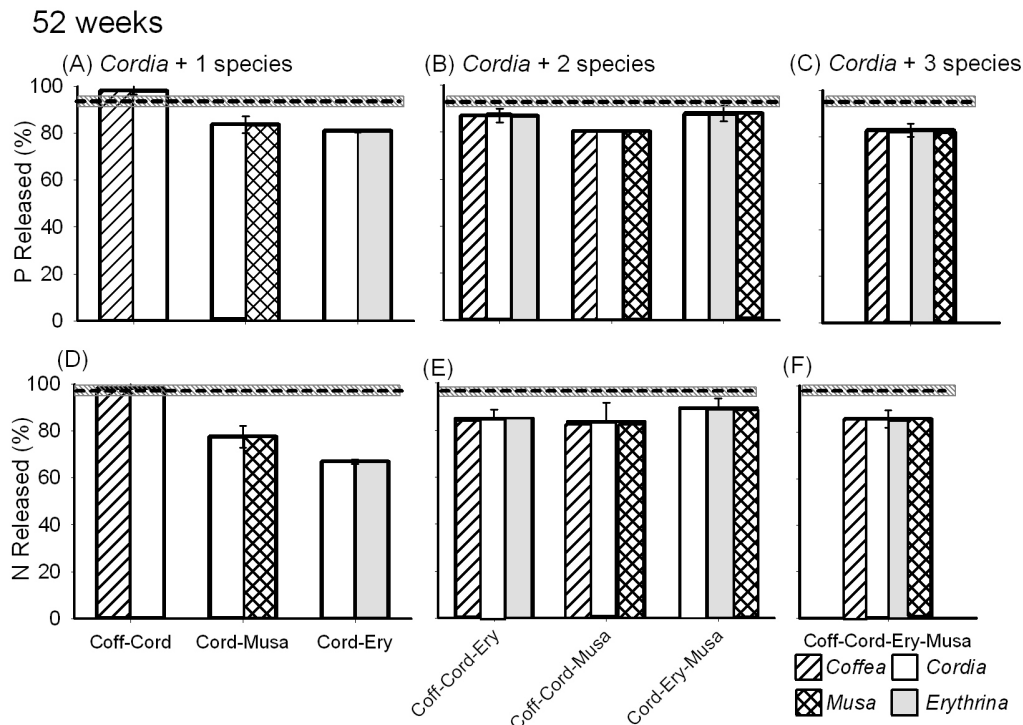 52 weeks
(A) Cordia + 1 species
(B) Cordia + 2 species
(C) Cordia + 3 species
P Released (%)
100
80
60
40
20
0
(D)
(E)
(F)
N Released (%)
100
80
60
40
20
0
Coff-Cord
Cord-Musa
Cord-Ery
Coff-Cord-Ery
Coff-Cord-Musa
Cord-Ery-Musa
Coff-Cord-Ery-Musa
Coffea
Cordia
Musa
Erythrina